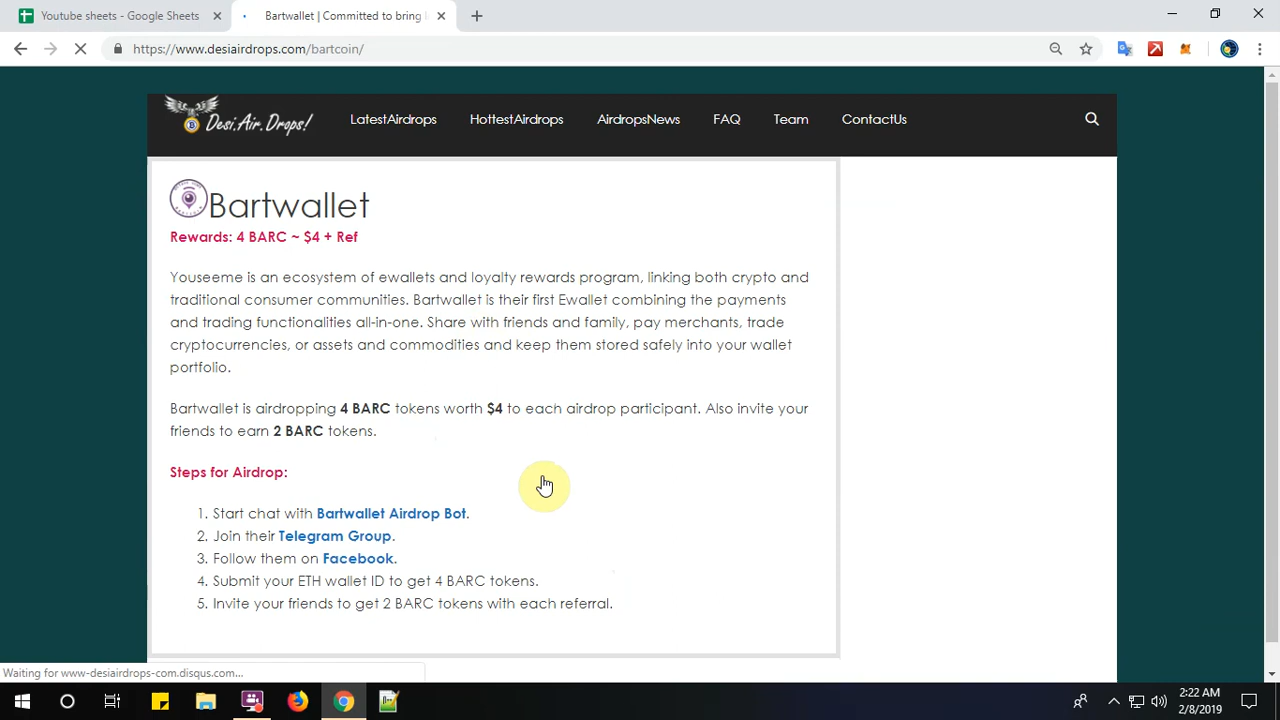 Youtube sheets - Google Sheets
Bartwallet | Committed to bring l
https://www.desiairdrops.com/bartcoin/
Desi.Air.Drops!
LatestAirdrops
HottestAirdrops
AirdropsNews
FAQ
Team
ContactUs
Bartwallet
Rewards: 4 BARC ~ $4 + Ref
Youseeme is an ecosystem of ewallets and loyalty rewards program, linking both crypto and
traditional consumer communities. Bartwallet is their first Ewallet combining the payments
and trading functionalities all-in-one. Share with friends and family, pay merchants, trade
cryptocurrencies, or assets and commodities and keep them stored safely into your wallet
portfolio.
Bartwallet is airdropping 4 BARC tokens worth $4 to each airdrop participant. Also invite your
friends to earn 2 BARC tokens.
Steps for Airdrop:
1. Start chat with Bartwallet Airdrop Bot.
2. Join their Telegram Group.
3. Follow them on Facebook.
4. Submit your ETH wallet ID to get 4 BARC tokens.
5. Invite your friends to get 2 BARC tokens with each referral.
Waiting for www-desiairdrops-com.disqus.com...
2:22 AM
2/8/2019